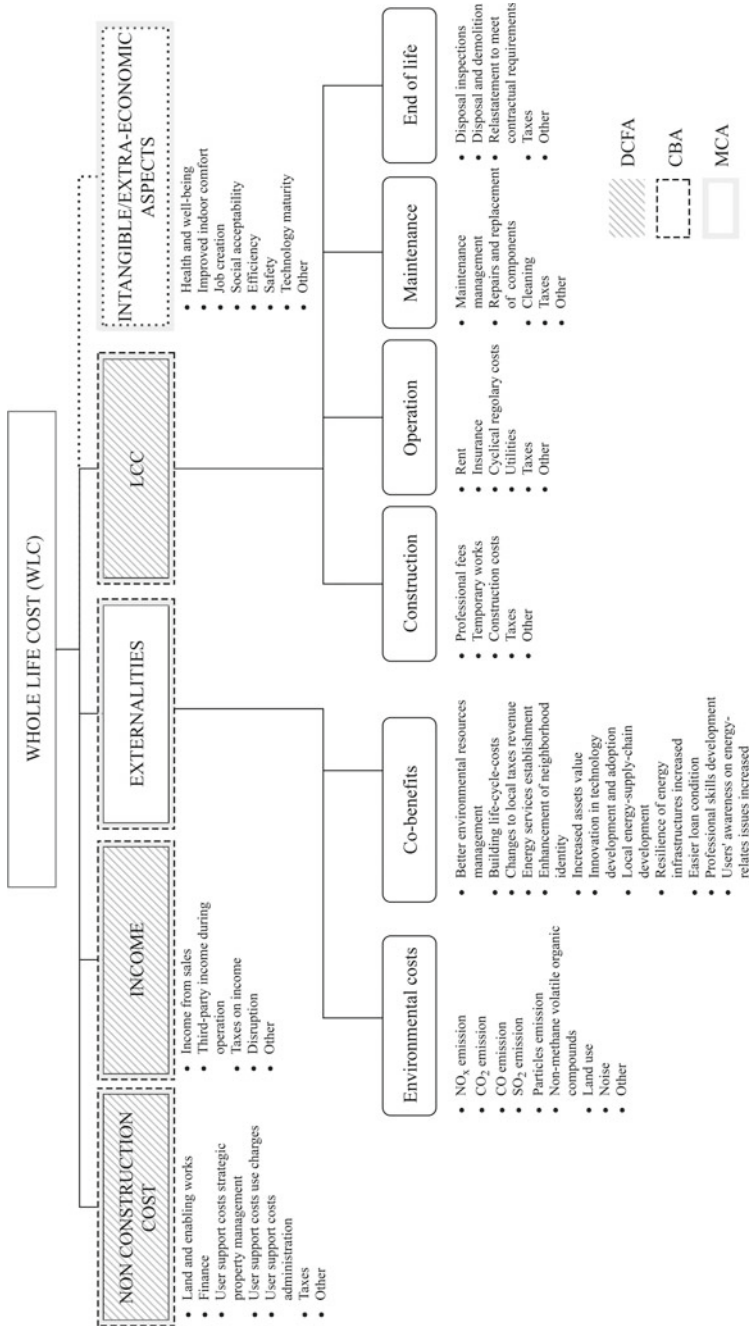 WHOLE LIFE COST (WLC)
NON CONSTRUCTION
COST
• Land and enabling works
• Finance
• User support costs strategic
property management
• User support costs use charges
• User support costs
administration
• Taxes
• Other
INCOME
• Income from sales
• Third-party income during
operation
• Taxes on income
• Disruption
• Other
EXTERNALITIES
LCC
INTANGIBLE/EXTRA-ECONOMIC
ASPECTS
• Health and well-being
• Improved indoor comfort
• Job creation
• Social acceptability
• Efficiency
• Safety
• Technology maturity
• Other
Environmental costs
• NOx emission
• CO2 emission
• CO emission
• SO2 emission
• Particles emission
• Non-methane volatile organic
compounds
• Land use
• Noise
• Other
Co-benefits
• Better environmental resources
management
• Building life-cycle-costs
• Changes to local taxes revenue
• Energy services establishment
• Enhancement of neighborhood
identity
• Increased assets value
• Innovation in technology
development and adoption
• Local energy-supply-chain
development
• Resilience of energy
infrastructures increased
• Easier loan condition
• Professional skills development
• Users' awareness on energy-
relates issues increased
Construction
• Professional fees
• Temporary works
• Construction costs
• Taxes
• Other
Operation
• Rent
• Insurance
• Cyclical regolary costs
• Utilities
• Taxes
• Other
Maintenance
• Maintenance
management
• Repairs and replacement
of components
• Cleaning
• Taxes
• Other
End of life
• Disposal inspections
• Disposal and demolition
• Relastatement to meet
contractual requirements
• Taxes
• Other
DCFA
CBA
MCA